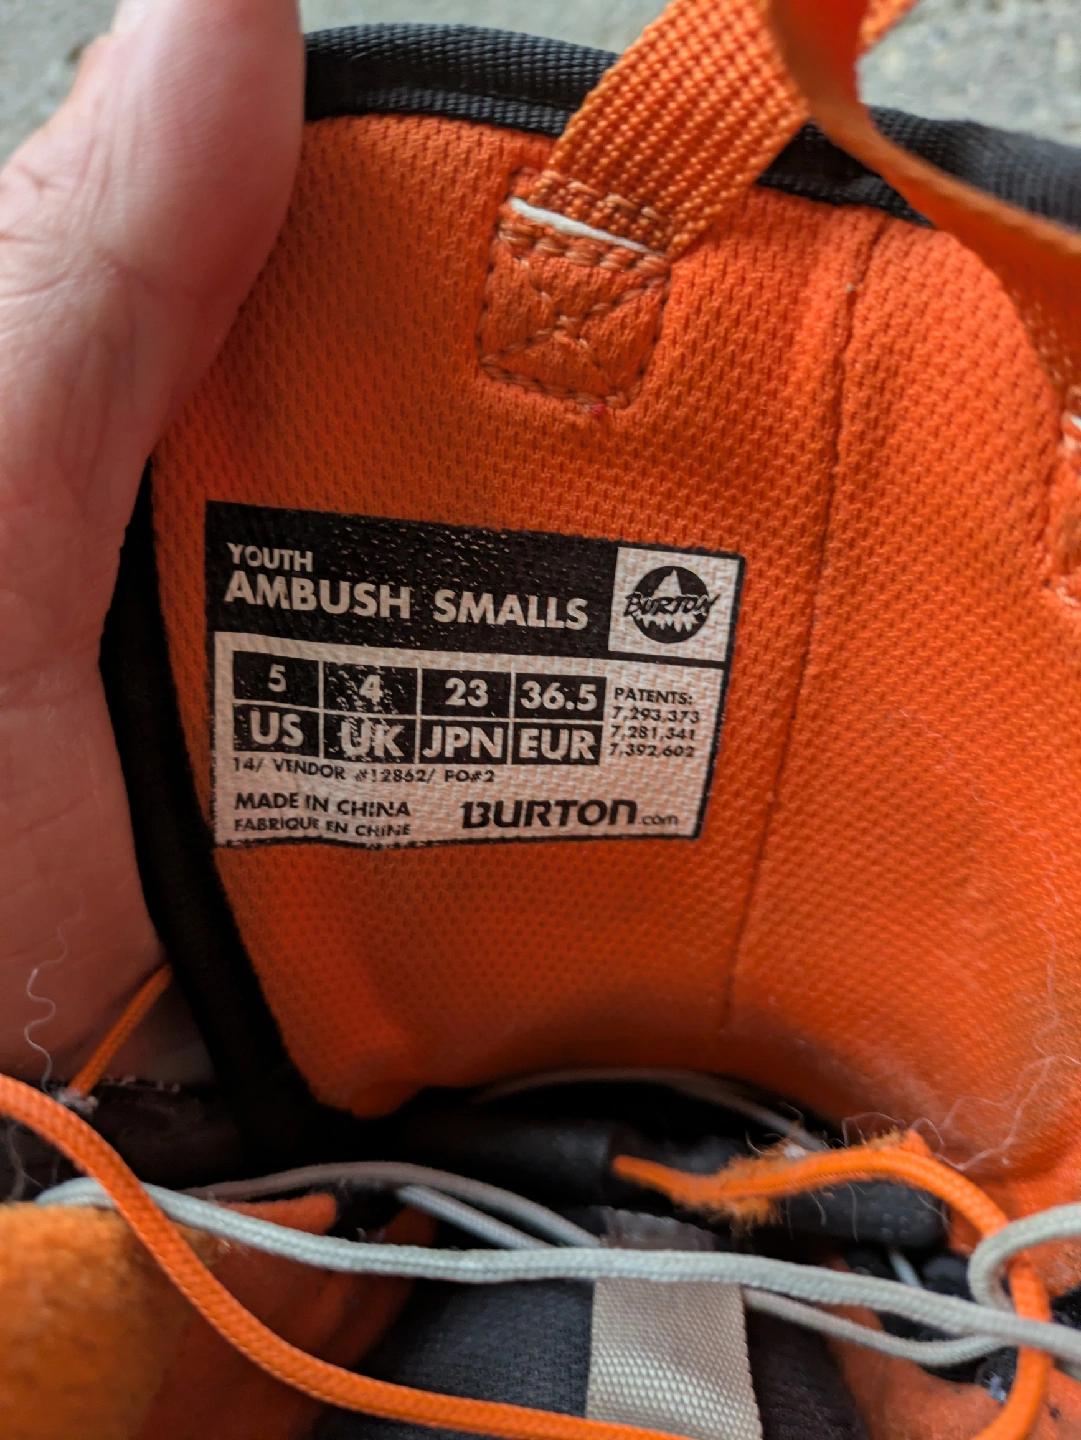 YOUTH
AMBUSH SMALLS
BURTON
5 4 23 36.5
US UK JPN EUR
PATENTS:
7,293,373
7,281,341
7,392,602
14/ VENDOR #12862/ PO#2
MADE IN CHINA
FABRIQUE EN CHINE
BURTON.com